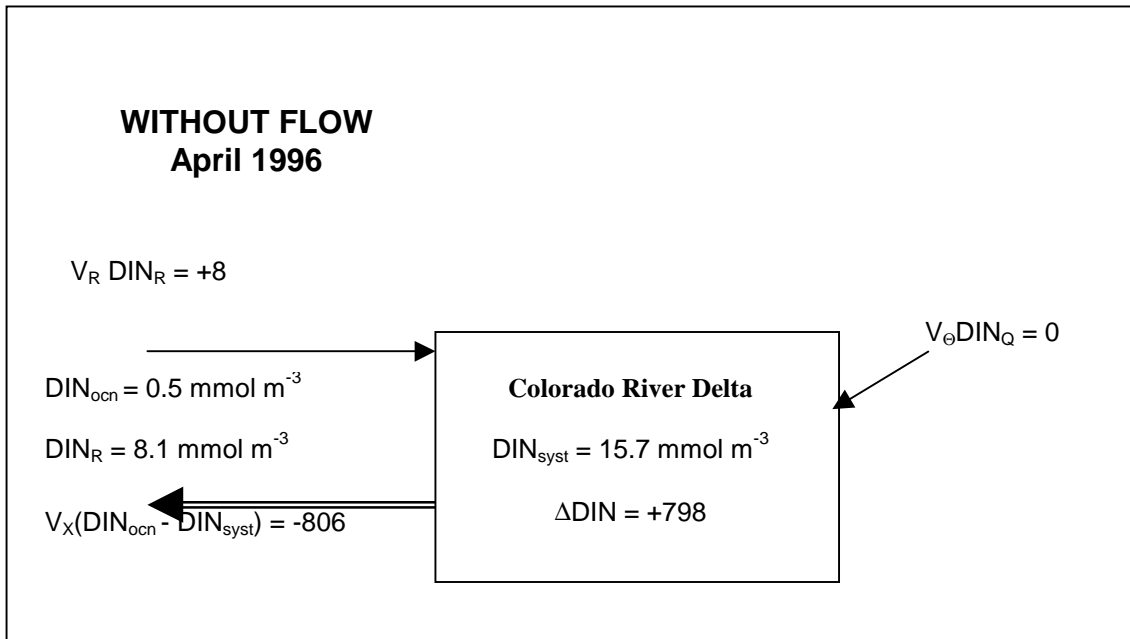 WITHOUT FLOW
April 1996
V_R DIN_R = +8
V_ΘDIN_Q = 0
DIN_ocn = 0.5 mmol m^-3
Colorado River Delta
DIN_R = 8.1 mmol m^-3
DIN_syst = 15.7 mmol m^-3
V_X(DIN_ocn - DIN_syst) = -806
ΔDIN = +798